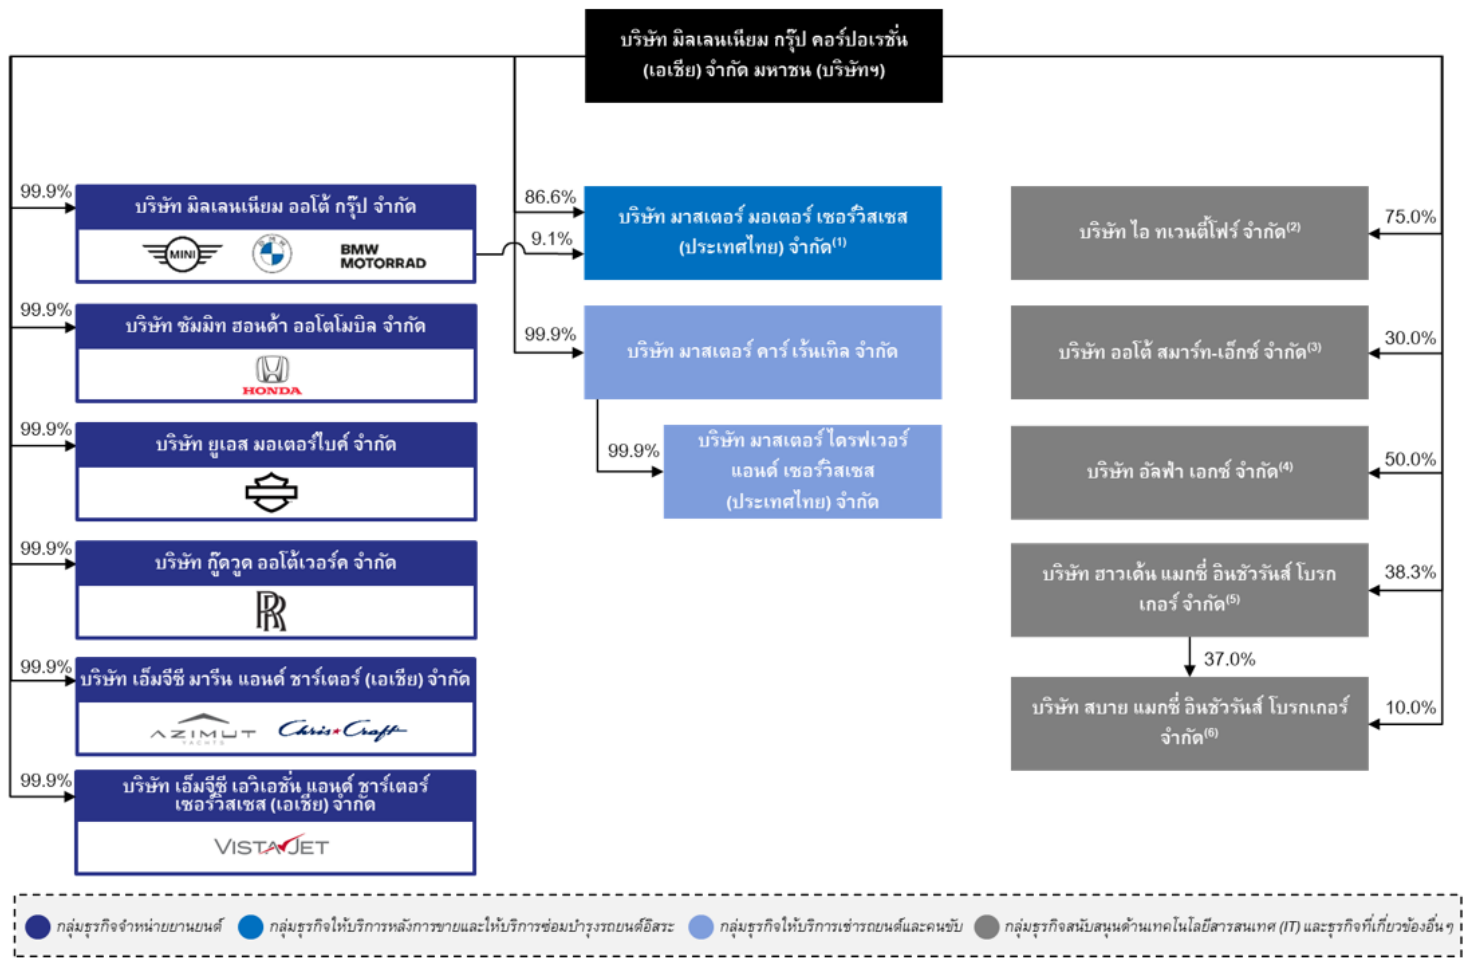 บริษัท มิลเลนเนียม กรุ๊ป คอร์ปอเรชั่น
(เอเชีย) จำกัด มหาชน (บริษัทฯ)
99.9%
บริษัท มิลเลนเนียม ออโต้ กรุ๊ป จำกัด
MINI
BMW
BMW
MOTORRAD
99.9%
บริษัท ซัมมิท ฮอนด้า ออโตโมบิล จำกัด
HONDA
99.9%
บริษัท ยูเอส มอเตอร์ไบค์ จำกัด
99.9%
บริษัท กู๊ดวูด ออโต้เวอร์ค จำกัด
RR
99.9%
บริษัท เอ็มจีซี มารีน แอนด์ ชาร์เตอร์ (เอเชีย) จำกัด
AZIMUT
YACHTS
Chris★Craft
99.9%
บริษัท เอ็มจีซี เอวิเอชั่น แอนด์ ชาร์เตอร์
เซอร์วิสเซส (เอเชีย) จำกัด
VISTAJET
86.6%
9.1%
บริษัท มาสเตอร์ มอเตอร์ เซอร์วิสเซส
(ประเทศไทย) จำกัด(1)
99.9%
บริษัท มาสเตอร์ คาร์ เร้นเทิล จำกัด
99.9%
บริษัท มาสเตอร์ ไดรฟเวอร์
แอนด์ เซอร์วิสเซส
(ประเทศไทย) จำกัด
บริษัท ไอ ทเวนตี้โฟร์ จำกัด(2)
75.0%
บริษัท ออโต้ สมาร์ท-เอ็กซ์ จำกัด(3)
30.0%
บริษัท อัลฟ่า เอกซ์ จำกัด(4)
50.0%
บริษัท ฮาวเด้น แมกซี่ อินชัวรันส์ โบรก
เกอร์ จำกัด(5)
38.3%
37.0%
บริษัท สบาย แมกซี่ อินชัวรันส์ โบรกเกอร์
จำกัด(6)
10.0%
กลุ่มธุรกิจจำหน่ายยานยนต์
กลุ่มธุรกิจให้บริการหลังการขายและให้บริการซ่อมบำรุงรถยนต์อิสระ
กลุ่มธุรกิจให้บริการเช่ารถยนต์และคนขับ
กลุ่มธุรกิจสนับสนุนด้านเทคโนโลยีสารสนเทศ (IT) และธุรกิจที่เกี่ยวข้องอื่นๆ